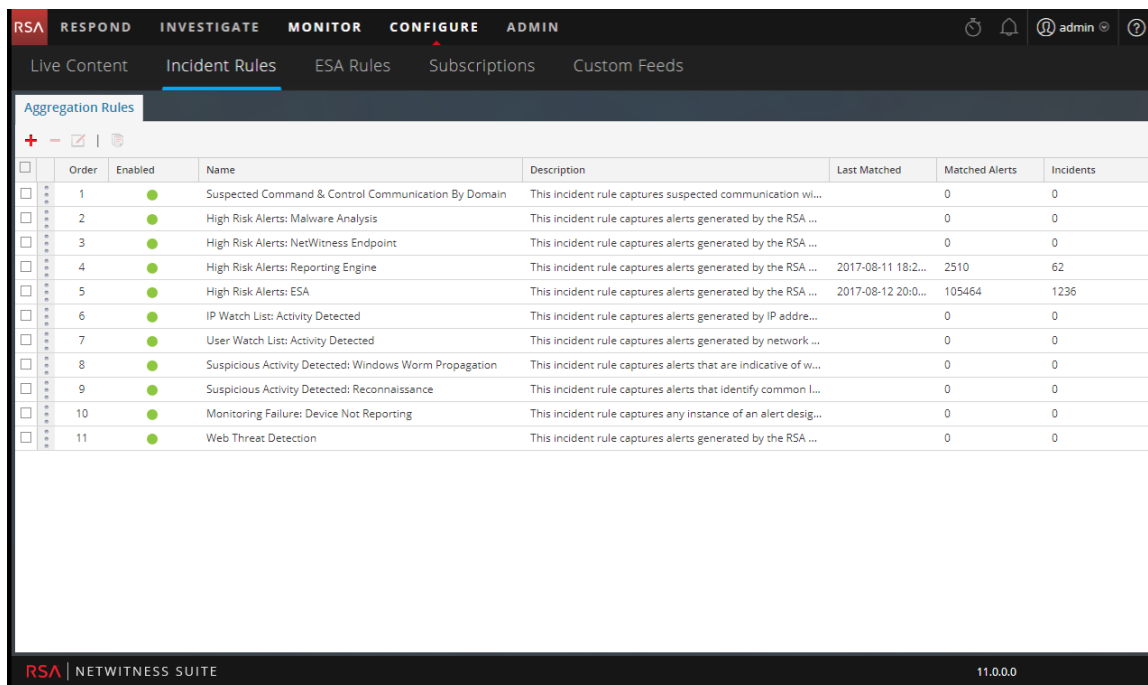 RSA RESPOND INVESTIGATE MONITOR CONFIGURE ADMIN admin ?
Live Content Incident Rules ESA Rules Subscriptions Custom Feeds
Aggregation Rules
Order Enabled Name Description Last Matched Matched Alerts Incidents
1 Suspected Command & Control Communication By Domain This incident rule captures suspected communication wi... 0 0
2 High Risk Alerts: Malware Analysis This incident rule captures alerts generated by the RSA ... 0 0
3 High Risk Alerts: NetWitness Endpoint This incident rule captures alerts generated by the RSA ... 0 0
4 High Risk Alerts: Reporting Engine This incident rule captures alerts generated by the RSA ... 2017-08-11 18:2... 2510 62
5 High Risk Alerts: ESA This incident rule captures alerts generated by the RSA ... 2017-08-12 20:0... 105464 1236
6 IP Watch List: Activity Detected This incident rule captures alerts generated by IP addre... 0 0
7 User Watch List: Activity Detected This incident rule captures alerts generated by network ... 0 0
8 Suspicious Activity Detected: Windows Worm Propagation This incident rule captures alerts that are indicative of w... 0 0
9 Suspicious Activity Detected: Reconnaissance This incident rule captures alerts that identify common I... 0 0
10 Monitoring Failure: Device Not Reporting This incident rule captures any instance of an alert desig... 0 0
11 Web Threat Detection This incident rule captures alerts generated by the RSA ... 0 0
RSA NETWITNESS SUITE 11.0.0.0